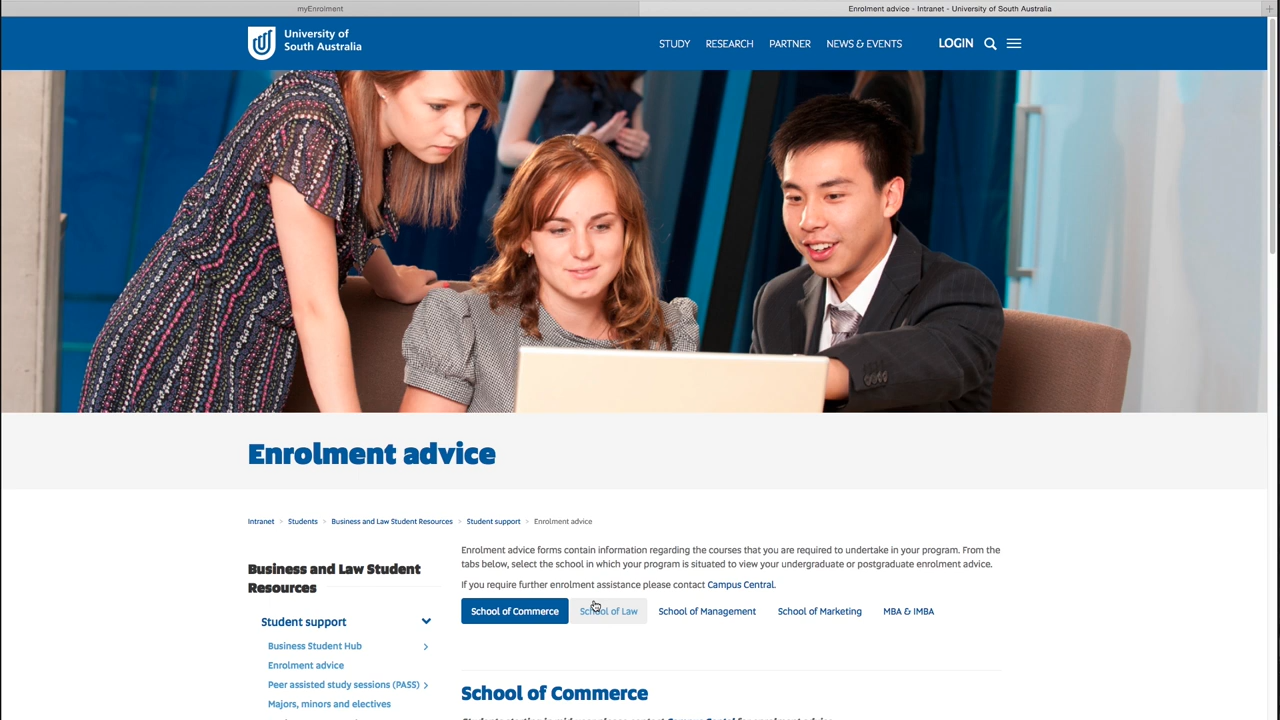 myEnrolment
Enrolment advice - Intranet - University of South Australia
University of
South Australia
STUDY RESEARCH PARTNER NEWS & EVENTS LOGIN
Enrolment advice
Intranet > Students > Business and Law Student Resources > Student support > Enrolment advice
Business and Law Student
Resources
Student support
Business Student Hub
Enrolment advice
Peer assisted study sessions (PASS)
Majors, minors and electives
Enrolment advice forms contain information regarding the courses that you are required to undertake in your program. From the
tabs below, select the school in which your program is situated to view your undergraduate or postgraduate enrolment advice.
If you require further enrolment assistance please contact Campus Central.
School of Commerce School of Law School of Management School of Marketing MBA & IMBA
School of Commerce